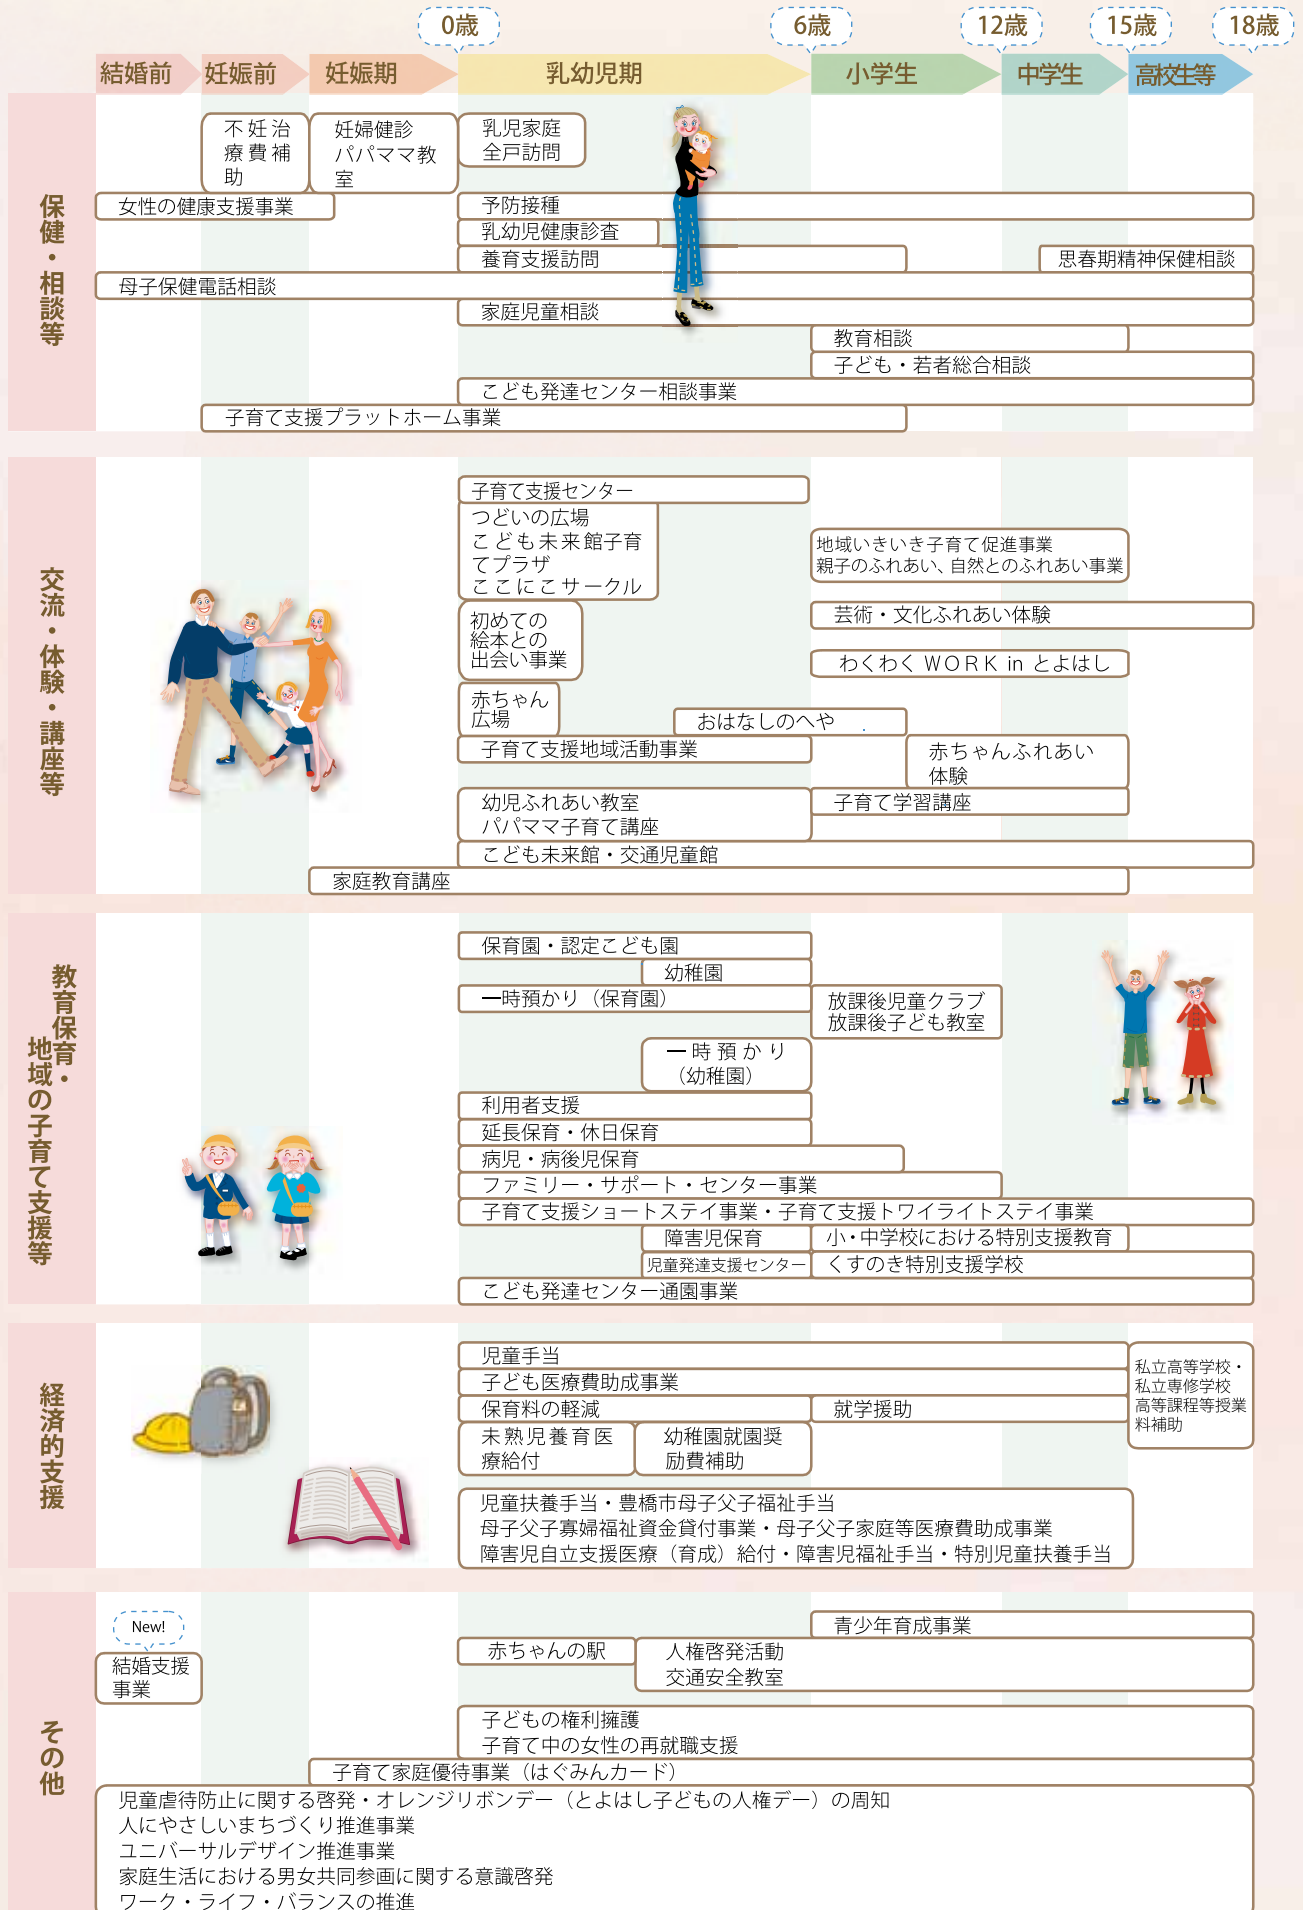 0歳
6歳
12歳
15歳
18歳
結婚前
妊娠前
妊娠期
乳幼児期
小学生
中学生
高校生等
保健・相談等
不妊治
療費補
助
妊婦健診
パパママ教
室
乳児家庭
全戸訪問
女性の健康支援事業
予防接種
乳幼児健康診査
養育支援訪問
思春期精神保健相談
母子保健電話相談
家庭児童相談
教育相談
子ども・若者総合相談
こども発達センター相談事業
子育て支援プラットホーム事業
交流・体験・講座等
子育て支援センター
つどいの広場
こども未来館子育
てプラザ
ここにこサークル
地域いきいき子育て促進事業
親子のふれあい、自然とのふれあい事業
初めての
絵本との
出会い事業
芸術・文化ふれあい体験
わくわく WORK in とよはし
赤ちゃん
広場
おはなしのへや
子育て支援地域活動事業
赤ちゃんふれあい
体験
幼児ふれあい教室
パパママ子育て講座
子育て学習講座
こども未来館・交通児童館
家庭教育講座
教育保育・
地域の子育て支援等
保育園・認定こども園
幼稚園
一時預かり（保育園）
放課後児童クラブ
放課後子ども教室
一時預かり
（幼稚園）
利用者支援
延長保育・休日保育
病児・病後児保育
ファミリー・サポート・センター事業
子育て支援ショートステイ事業・子育て支援トワイライトステイ事業
障害児保育
小・中学校における特別支援教育
児童発達支援センター
くすのき特別支援学校
こども発達センター通園事業
経済的支援
児童手当
子ども医療費助成事業
保育料の軽減
就学援助
私立高等学校・
私立専修学校
高等課程等授業
料補助
未熟児養育医
療給付
幼稚園就園奨
励費補助
児童扶養手当・豊橋市母子父子福祉手当
母子父子寡婦福祉資金貸付事業・母子父子家庭等医療費助成事業
障害児自立支援医療（育成）給付・障害児福祉手当・特別児童扶養手当
その他
New!
結婚支援
事業
青少年育成事業
赤ちゃんの駅
人権啓発活動
交通安全教室
子どもの権利擁護
子育て中の女性の再就職支援
子育て家庭優待事業（はぐみんカード）
児童虐待防止に関する啓発・オレンジリボンデー（とよはし子どもの人権デー）の周知
人にやさしいまちづくり推進事業
ユニバーサルデザイン推進事業
家庭生活における男女共同参画に関する意識啓発
ワーク・ライフ・バランスの推進